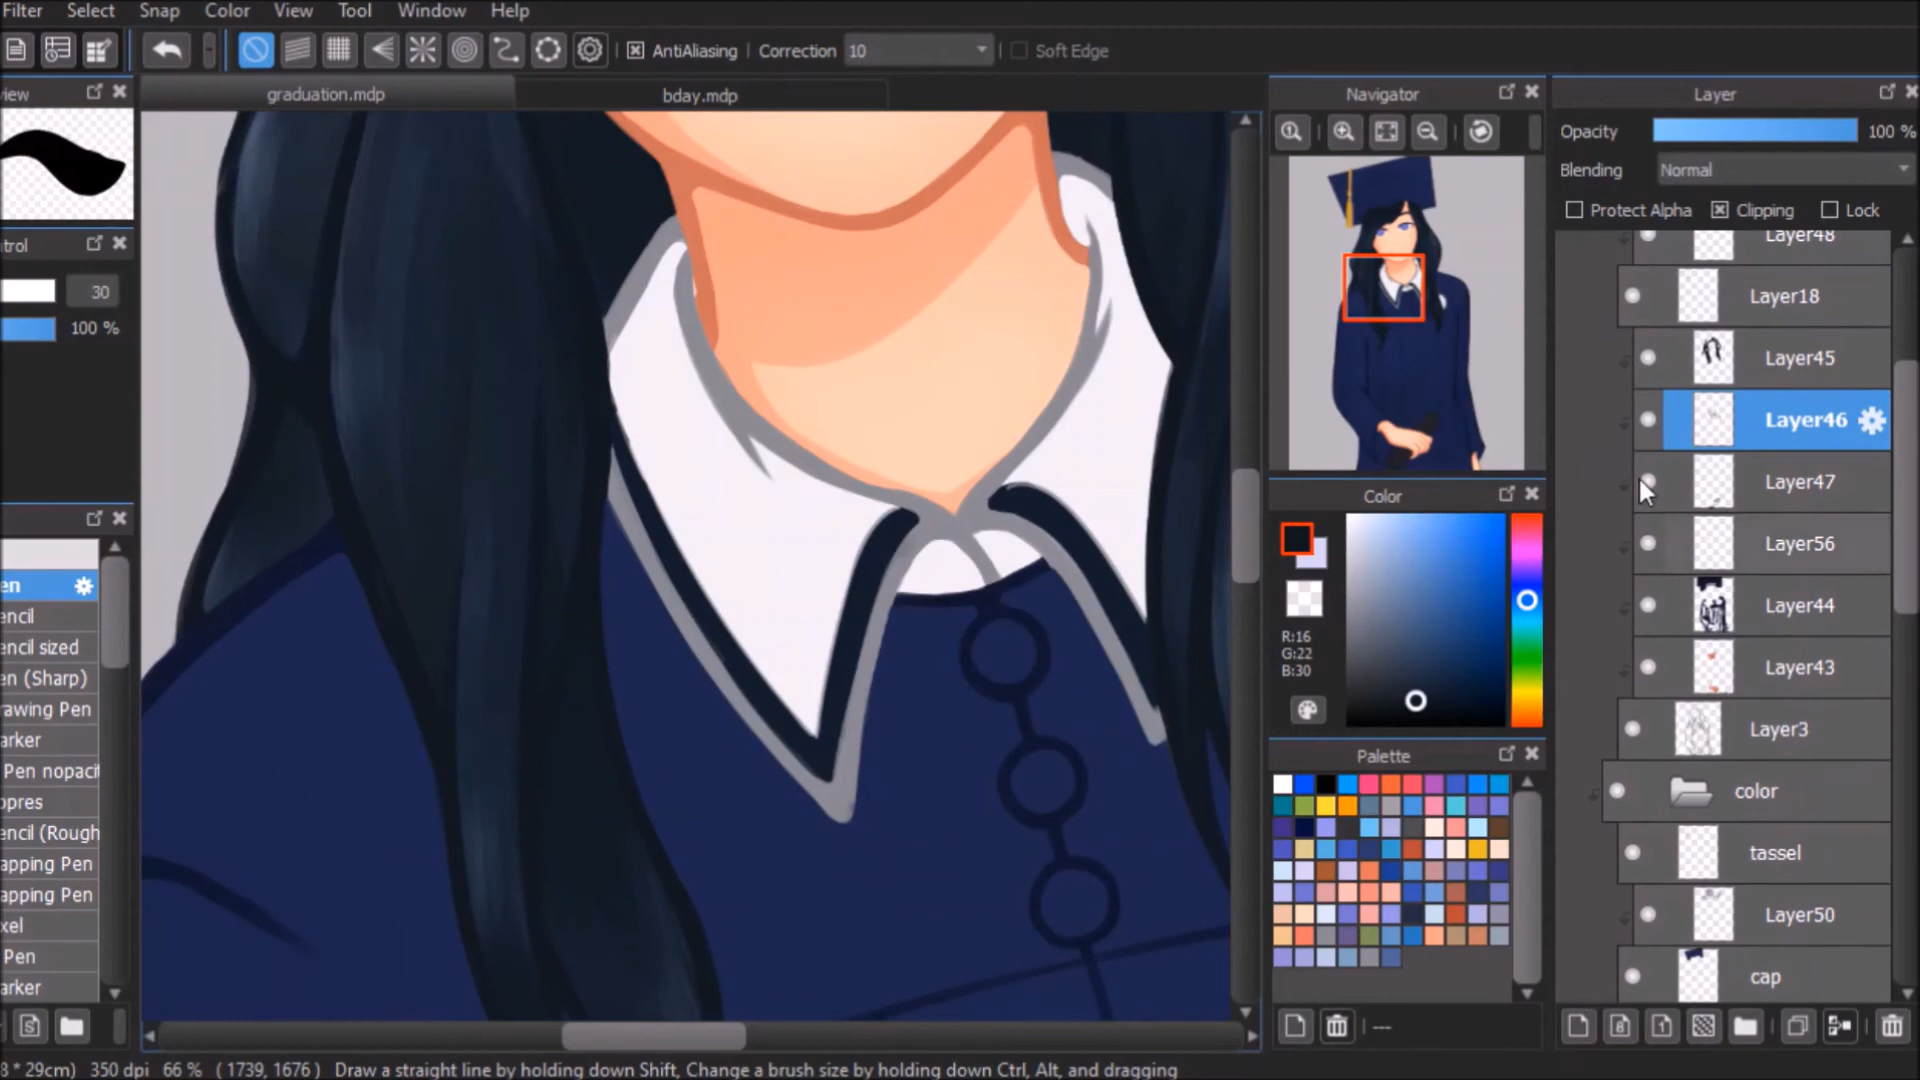 Filter Select Snap Color View Tool Window Help
AntiAliasing Correction 10 Soft Edge
graduation.mdp bday.mdp
iew
trol
30
100 %
en
encil
encil sized
en (Sharp)
rawing Pen
arker
Pen nopacit
opres
encil (Rough
apping Pen
apping Pen
xel
Pen
arker
Navigator
Color
R:16
G:22
B:30
Palette
---
Layer
Opacity 100 %
Blending Normal
Protect Alpha Clipping Lock
Layer48
Layer18
Layer45
Layer46
Layer47
Layer56
Layer44
Layer43
Layer3
color
tassel
Layer50
cap
8 * 29cm) 350 dpi 66 % ( 1739, 1676 ) Draw a straight line by holding down Shift, Change a brush size by holding down Ctrl, Alt, and dragging